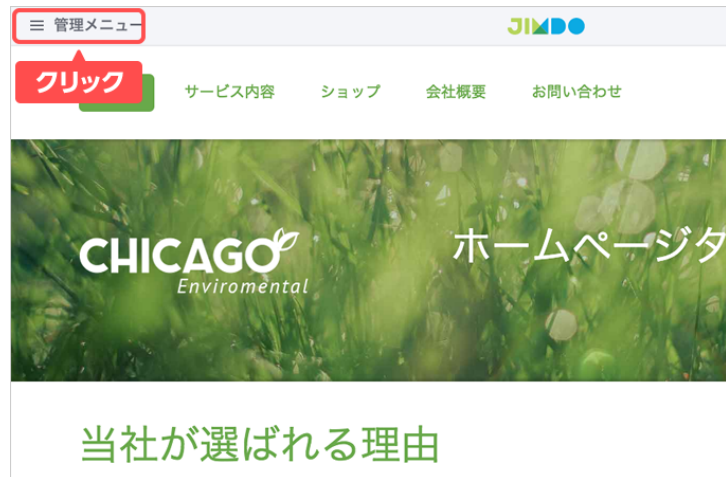 管理メニュー
JIMDO
クリック
サービス内容 ショップ 会社概要 お問い合わせ
CHICAGO
Enviromental
ホームページタ
当社が選ばれる理由